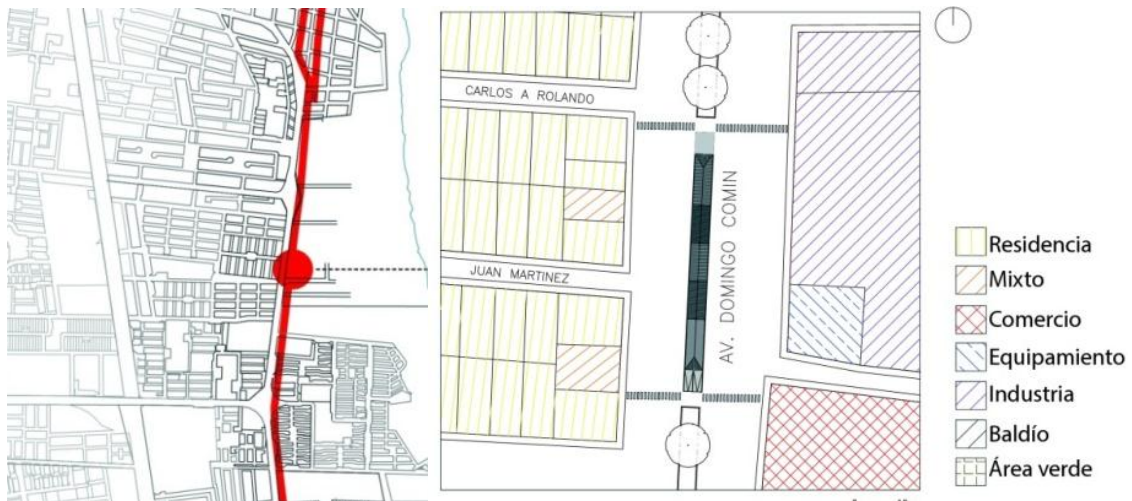 CARLOS A ROLANDO
JUAN MARTINEZ
AV. DOMINGO COMIN
Residencia
Mixto
Comercio
Equipamiento
Industria
Baldío
Área verde